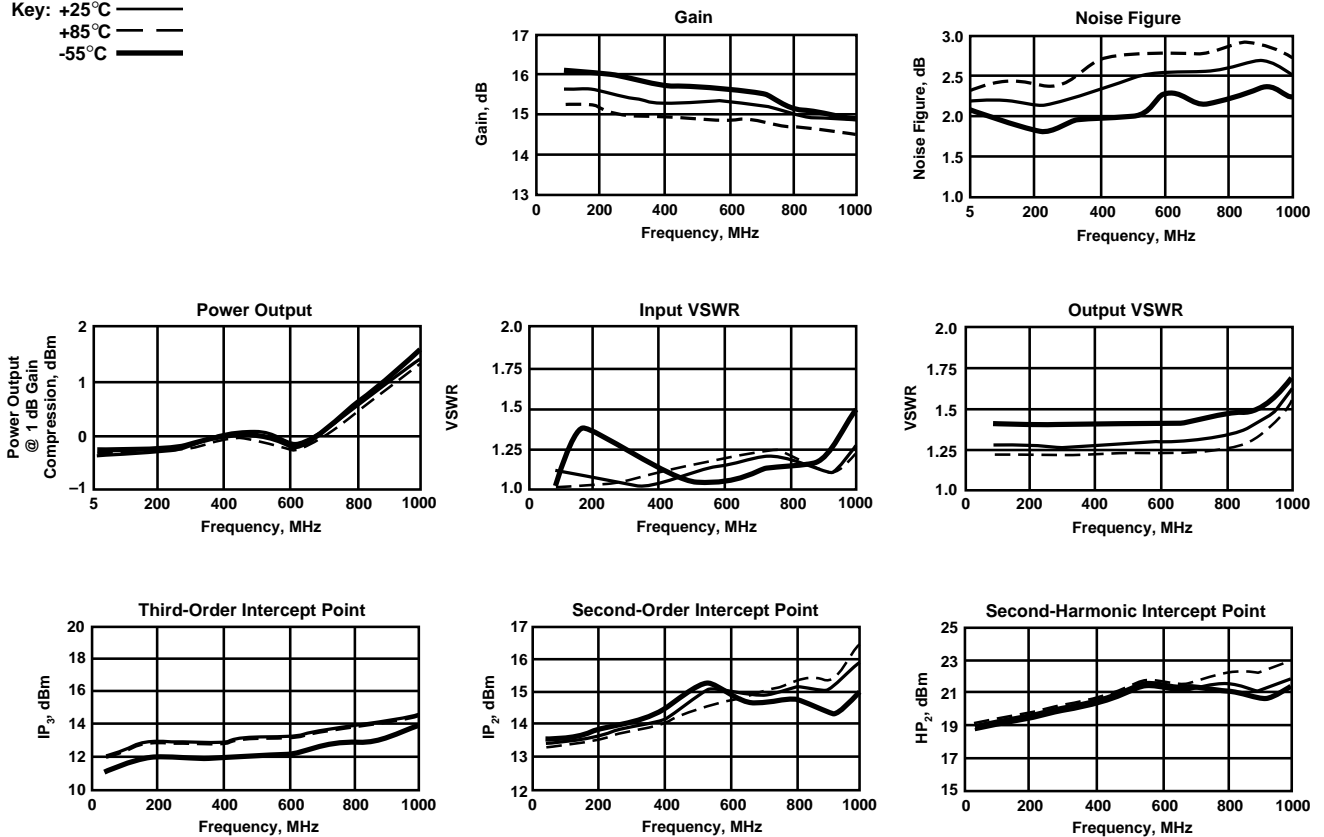 Key: +25°C
+85°C
-55°C
Gain
Gain, dB
17
16
15
14
13
0 200 400 600 800 1000
Frequency, MHz
Noise Figure
Noise Figure, dB
3.0
2.5
2.0
1.5
1.0
5 200 400 600 800 1000
Frequency, MHz
Power Output
Power Output
@ 1 dB Gain
Compression, dBm
2
1
0
–1
5 200 400 600 800 1000
Frequency, MHz
Input VSWR
VSWR
2.0
1.75
1.5
1.25
1.0
0 200 400 600 800 1000
Frequency, MHz
Output VSWR
VSWR
2.0
1.75
1.5
1.25
1.0
0 200 400 600 800 1000
Frequency, MHz
Third-Order Intercept Point
IP3, dBm
20
18
16
14
12
10
0 200 400 600 800 1000
Frequency, MHz
Second-Order Intercept Point
IP2, dBm
17
16
15
14
13
12
0 200 400 600 800 1000
Frequency, MHz
Second-Harmonic Intercept Point
HP2, dBm
25
23
21
19
17
15
0 200 400 600 800 1000
Frequency, MHz